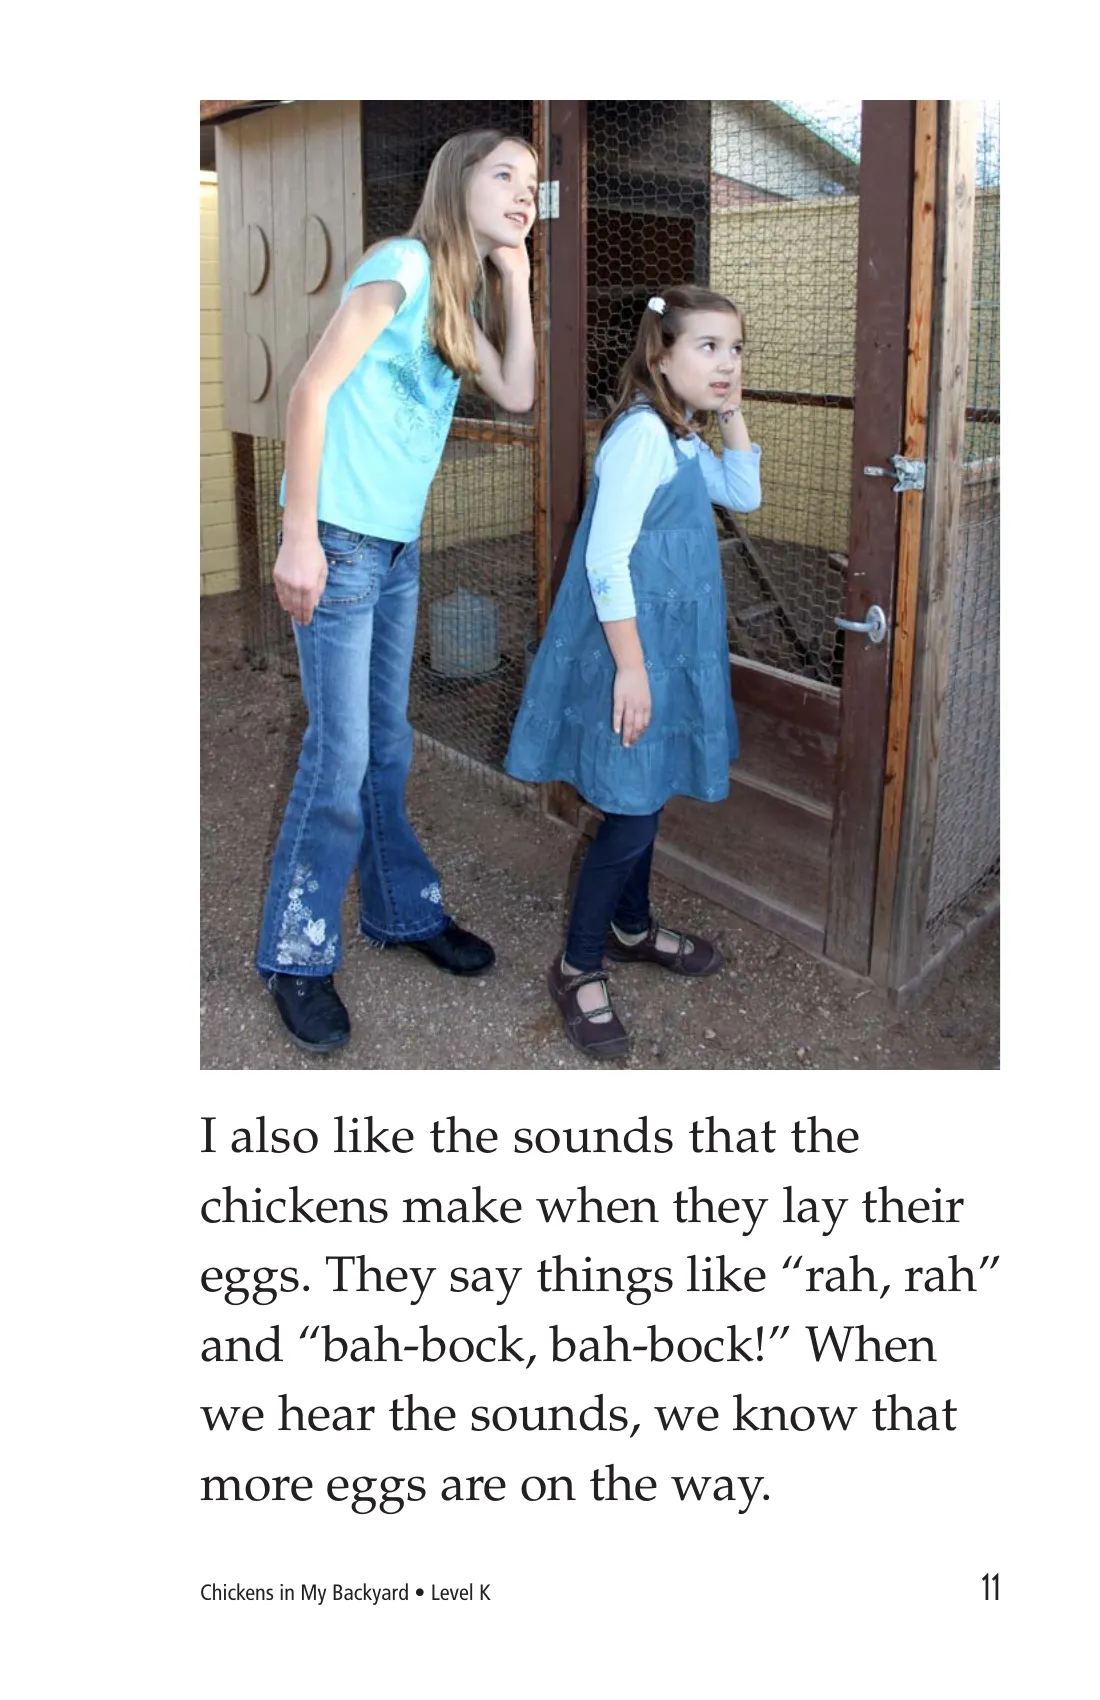 I also like the sounds that the
chickens make when they lay their
eggs. They say things like “rah, rah”
and “bah-bock, bah-bock!” When
we hear the sounds, we know that
more eggs are on the way.
Chickens in My Backyard • Level K
11